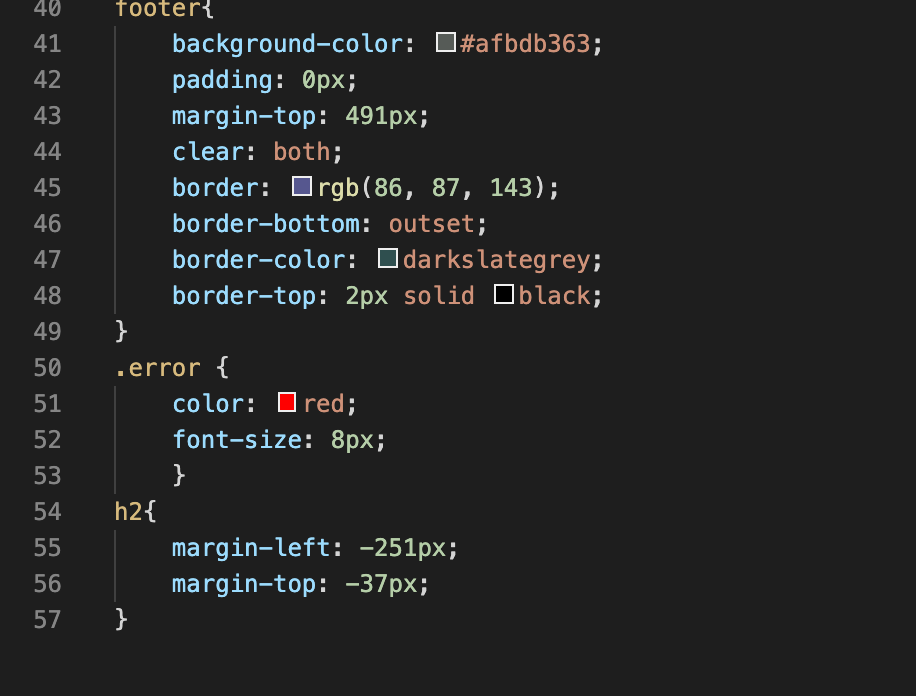 40 footer{
41 background-color: #afbdb363;
42 padding: 0px;
43 margin-top: 491px;
44 clear: both;
45 border: rgb(86, 87, 143);
46 border-bottom: outset;
47 border-color: darkslategrey;
48 border-top: 2px solid black;
49 }
50 .error {
51 color: red;
52 font-size: 8px;
53 }
54 h2{
55 margin-left: -251px;
56 margin-top: -37px;
57 }